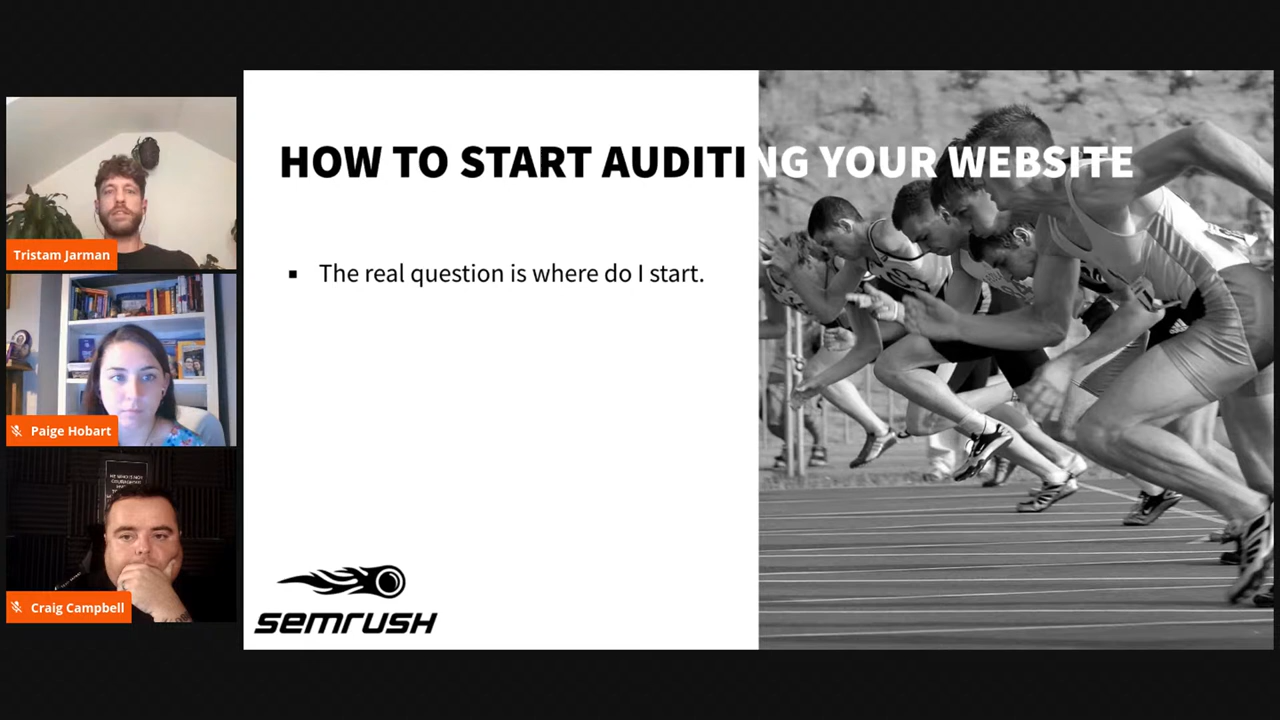 HOW TO START AUDITING YOUR WEBSITE
▪ The real question is where do I start.
Tristam Jarman
Paige Hobart
Craig Campbell
semrush